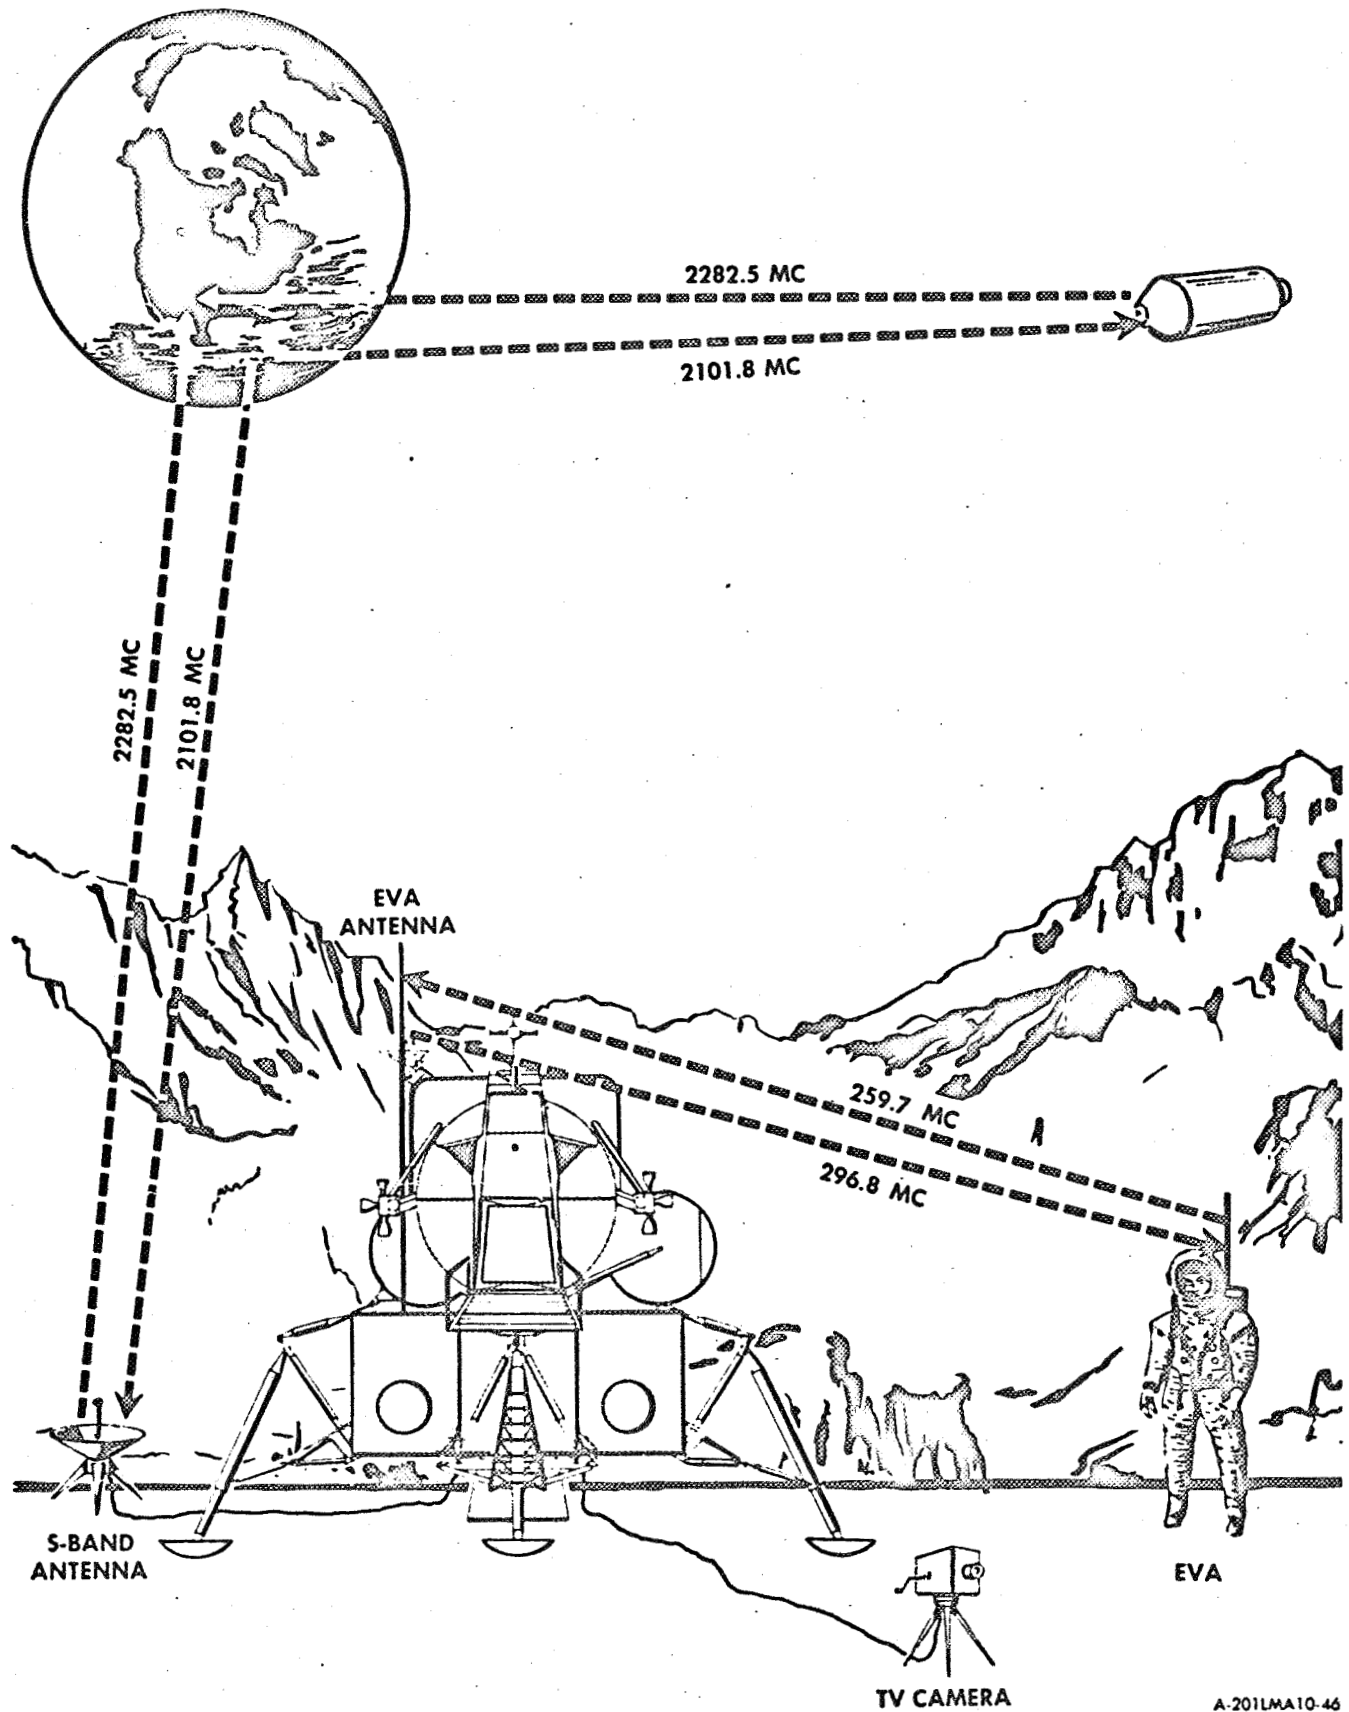 2282.5 MC
2101.8 MC
2282.5 MC
2101.8 MC
EVA
ANTENNA
259.7 MC
296.8 MC
S-BAND
ANTENNA
EVA
TV CAMERA
A-201LMA10-46